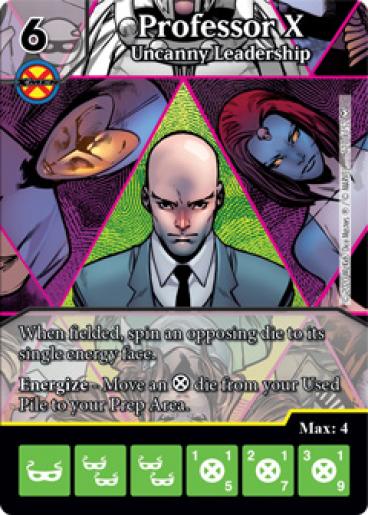 6
Professor X
Uncanny Leadership
X-MEN
When fielded, spin an opposing die to its
single energy face.
Energize - Move an die from your Used
Pile to your Prep Area.
Max: 4
1 1 5
2 1 7
3 1 9